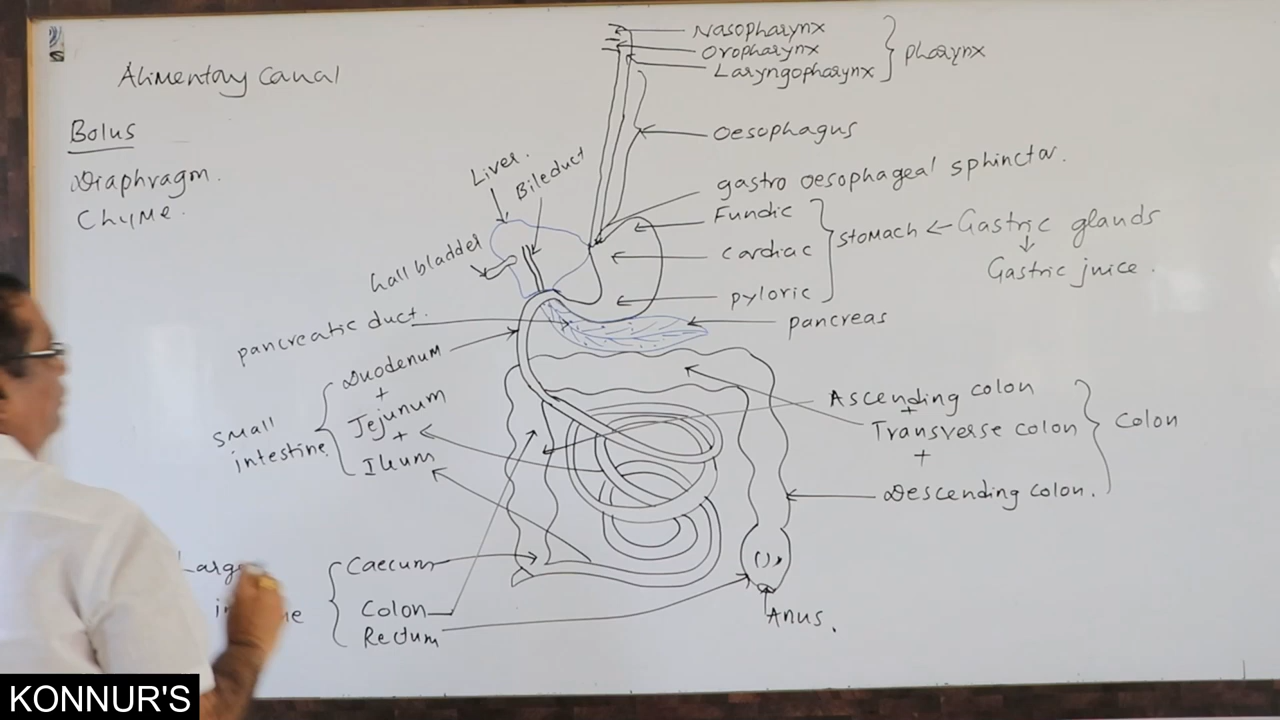 Alimentary canal
Bolus
Diaphragm.
Chyme.
Nasopharynx
Oropharynx
Laryngopharynx
pharynx
Oesophagus
gastro oesophageal sphinctor.
Fundic
cardiac
pyloric
stomach ← Gastric glands
↓
Gastric juice.
Liver.
Bileduct
Gall bladder
pancreatic duct.
pancreas
Duodenum
+
Jejunum
+
Ileum
small
intestine
Ascending colon
+
Transverse colon
+
Descending colon.
Colon
Caecum
Colon
Rectum
Anus.
KONNUR'S